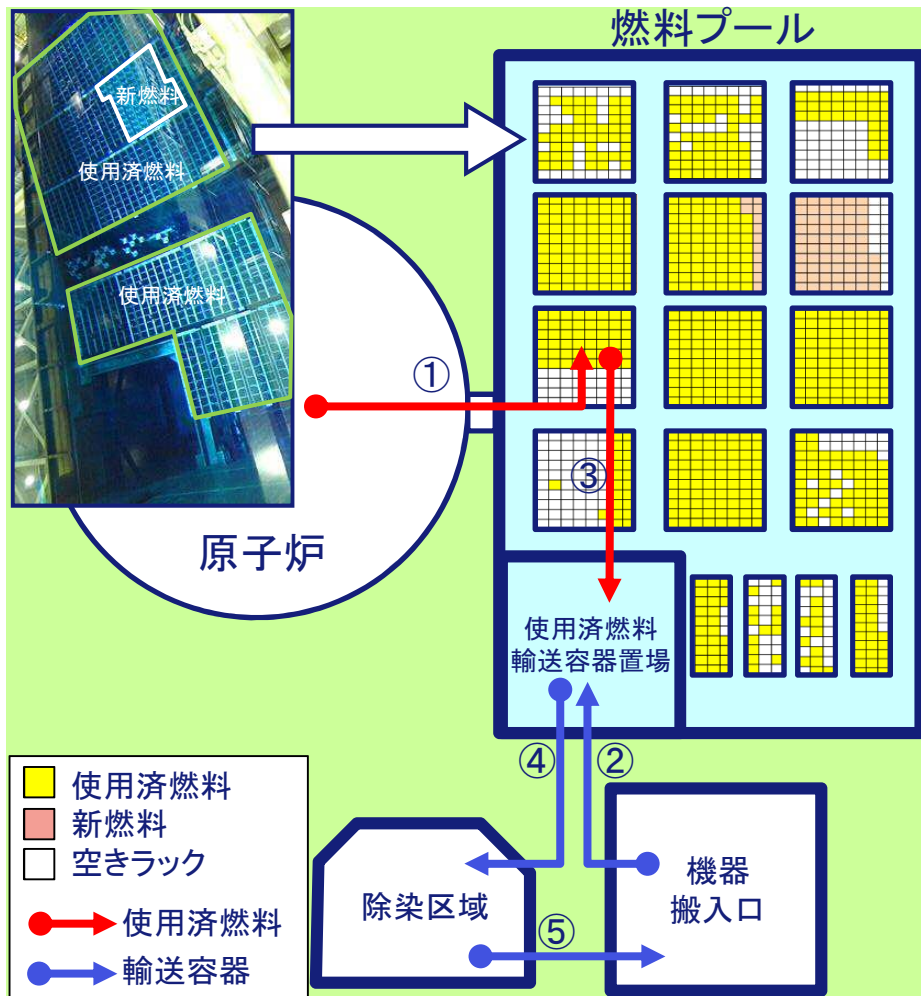 燃料プール
新燃料
使用済燃料
使用済燃料
①
③
原子炉
使用済燃料
輸送容器置場
④
②
使用済燃料
新燃料
空きラック
使用済燃料
輸送容器
除染区域
⑤
機器
搬入口